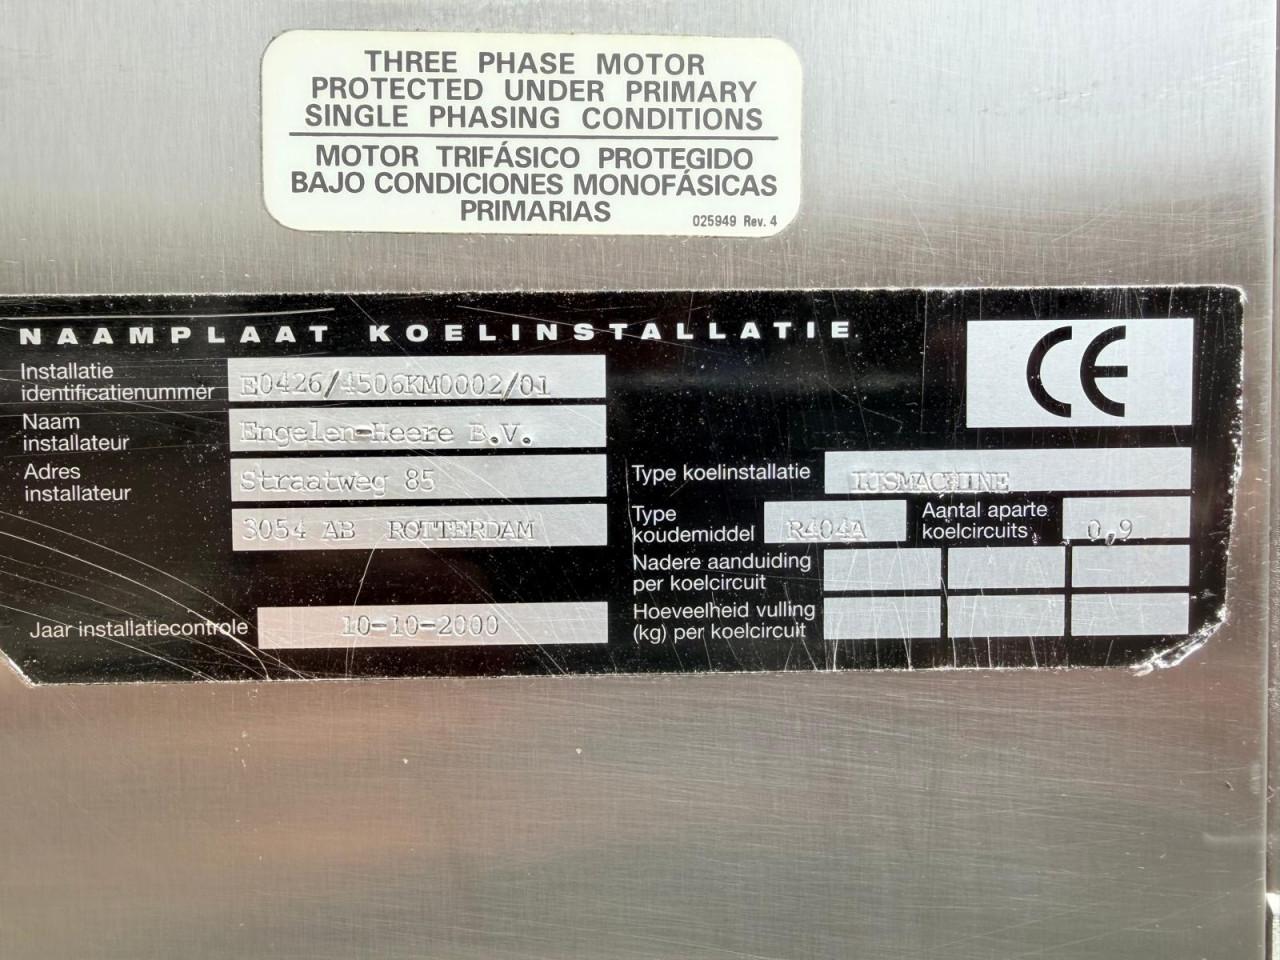 THREE PHASE MOTOR
PROTECTED UNDER PRIMARY
SINGLE PHASING CONDITIONS
MOTOR TRIFÁSICO PROTEGIDO
BAJO CONDICIONES MONOFÁSICAS
PRIMARIAS
025949 Rev. 4
NAAMPLAAT KOELINSTALLATIE
CE
Installatie
identificatienummer
E0426/4506KM0002/01
Naam
installateur
Engelen-Heere B.V.
Adres
installateur
Straatweg 85
3054 AB ROTTERDAM
Jaar installatiecontrole
10-10-2000
Type koelinstallatie
IJSMACHINE
Type
koudemiddel
R404A
Aantal aparte
koelcircuits
0,9
Nadere aanduiding
per koelcircuit
Hoeveelheid vulling
(kg) per koelcircuit